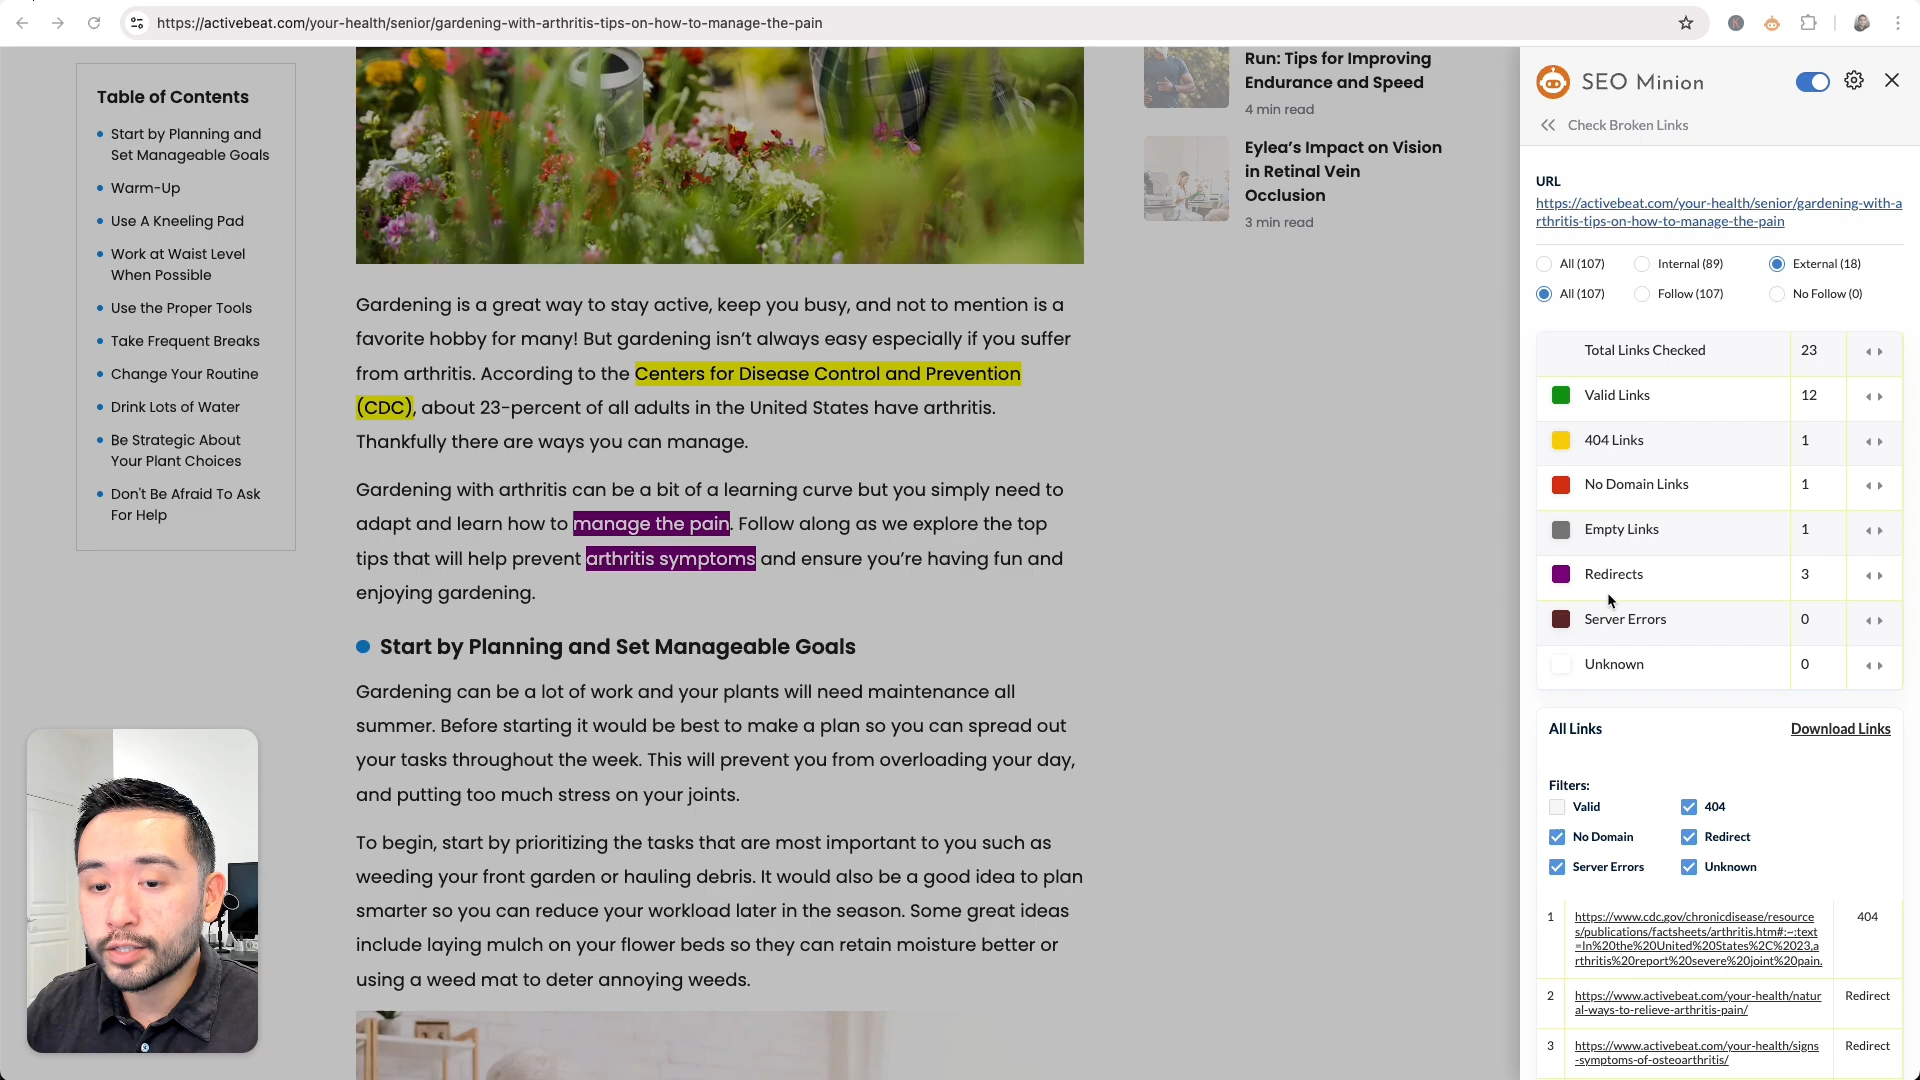 https://activebeat.com/your-health/senior/gardening-with-arthritis-tips-on-how-to-manage-the-pain
Table of Contents
Start by Planning and
Set Manageable Goals
Warm-Up
Use A Kneeling Pad
Work at Waist Level
When Possible
Use the Proper Tools
Take Frequent Breaks
Change Your Routine
Drink Lots of Water
Be Strategic About
Your Plant Choices
Don't Be Afraid To Ask
For Help
Gardening is a great way to stay active, keep you busy, and not to mention is a
favorite hobby for many! But gardening isn’t always easy especially if you suffer
from arthritis. According to the Centers for Disease Control and Prevention
(CDC), about 23-percent of all adults in the United States have arthritis.
Thankfully there are ways you can manage.
Gardening with arthritis can be a bit of a learning curve but you simply need to
adapt and learn how to manage the pain. Follow along as we explore the top
tips that will help prevent arthritis symptoms and ensure you’re having fun and
enjoying gardening.
Start by Planning and Set Manageable Goals
Gardening can be a lot of work and your plants will need maintenance all
summer. Before starting it would be best to make a plan so you can spread out
your tasks throughout the week. This will prevent you from overloading your day,
and putting too much stress on your joints.
To begin, start by prioritizing the tasks that are most important to you such as
weeding your front garden or hauling debris. It would also be a good idea to plan
smarter so you can reduce your workload later in the season. Some great ideas
include laying mulch on your flower beds so they can retain moisture better or
using a weed mat to deter annoying weeds.
Run: Tips for Improving
Endurance and Speed
4 min read
Eylea’s Impact on Vision
in Retinal Vein
Occlusion
3 min read
SEO Minion
Check Broken Links
URL
https://activebeat.com/your-health/senior/gardening-with-a
rthritis-tips-on-how-to-manage-the-pain
All (107) Internal (89) External (18)
All (107) Follow (107) No Follow (0)
Total Links Checked 23
Valid Links 12
404 Links 1
No Domain Links 1
Empty Links 1
Redirects 3
Server Errors 0
Unknown 0
All Links Download Links
Filters:
Valid 404
No Domain Redirect
Server Errors Unknown
1 https://www.cdc.gov/chronicdisease/resource 404
s/publications/factsheets/arthritis.htm#:~:text
=In%20the%20United%20States%2C%2023,a
rthritis%20report%20severe%20joint%20pain.
2 https://www.activebeat.com/your-health/natur Redirect
al-ways-to-relieve-arthritis-pain/
3 https://www.activebeat.com/your-health/signs Redirect
-symptoms-of-osteoarthritis/